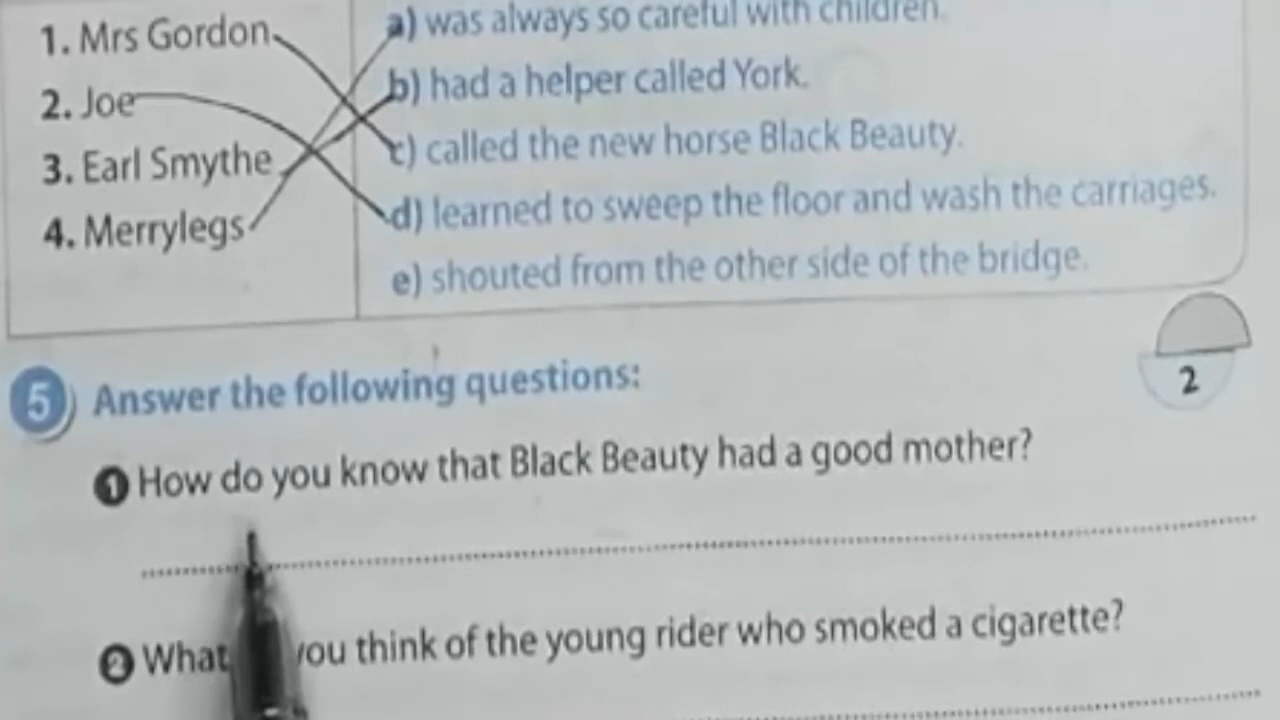 1. Mrs Gordon
a) was always so careful with children.
2. Joe
b) had a helper called York.
3. Earl Smythe
c) called the new horse Black Beauty.
4. Merrylegs
d) learned to sweep the floor and wash the carriages.
e) shouted from the other side of the bridge.
2
5 Answer the following questions:
1 How do you know that Black Beauty had a good mother?
2 What you think of the young rider who smoked a cigarette?